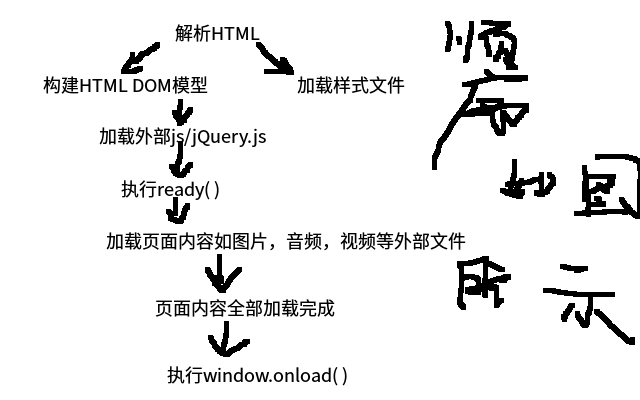 解析HTML
构建HTML DOM模型
加载样式文件
加载外部js/jQuery.js
执行ready( )
加载页面内容如图片，音频，视频等外部文件
页面内容全部加载完成
执行window.onload( )
顺
序
如图
所 示